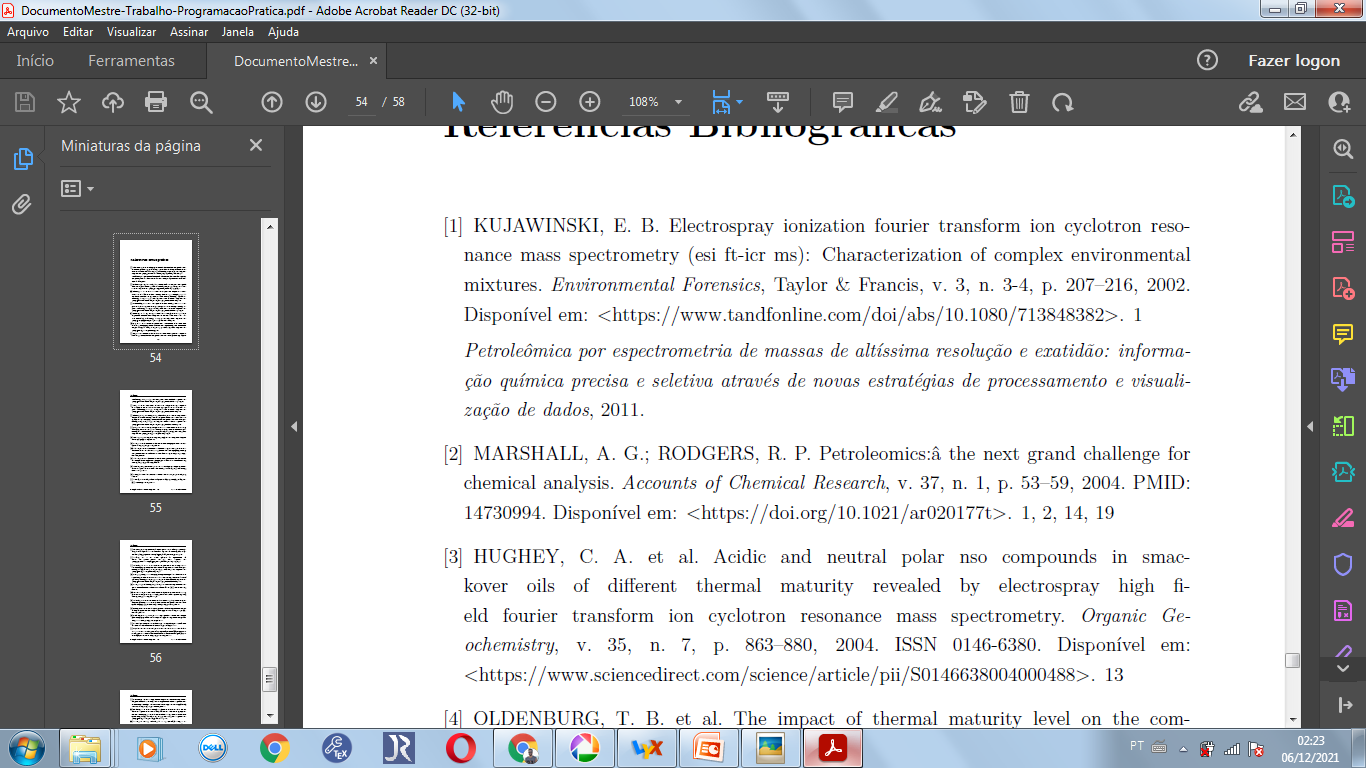 DocumentoMestre-Trabalho-ProgramacaoPratica.pdf - Adobe Acrobat Reader DC (32-bit)
Arquivo Editar Visualizar Assinar Janela Ajuda
Início Ferramentas DocumentoMestre... × Fazer logon
54 / 58 108%
Miniaturas da página
54
55
56
Referências Bibliográficas
[1] KUJAWINSKI, E. B. Electrospray ionization fourier transform ion cyclotron reso-
nance mass spectrometry (esi ft-icr ms): Characterization of complex environmental
mixtures. Environmental Forensics, Taylor & Francis, v. 3, n. 3-4, p. 207–216, 2002.
Disponível em: <https://www.tandfonline.com/doi/abs/10.1080/713848382>. 1
Petroleômica por espectrometria de massas de altíssima resolução e exatidão: informa-
ção química precisa e seletiva através de novas estratégias de processamento e visuali-
zação de dados, 2011.
[2] MARSHALL, A. G.; RODGERS, R. P. Petroleomics:â the next grand challenge for
chemical analysis. Accounts of Chemical Research, v. 37, n. 1, p. 53–59, 2004. PMID:
14730994. Disponível em: <https://doi.org/10.1021/ar020177t>. 1, 2, 14, 19
[3] HUGHEY, C. A. et al. Acidic and neutral polar nso compounds in smac-
kover oils of different thermal maturity revealed by electrospray high fi-
eld fourier transform ion cyclotron resonance mass spectrometry. Organic Ge-
ochemistry, v. 35, n. 7, p. 863–880, 2004. ISSN 0146-6380. Disponível em:
<https://www.sciencedirect.com/science/article/pii/S0146638004000488>. 13
[4] OLDENBURG, T. B. et al. The impact of thermal maturity level on the com-
DELL TEX JR
PT 02:23
06/12/2021